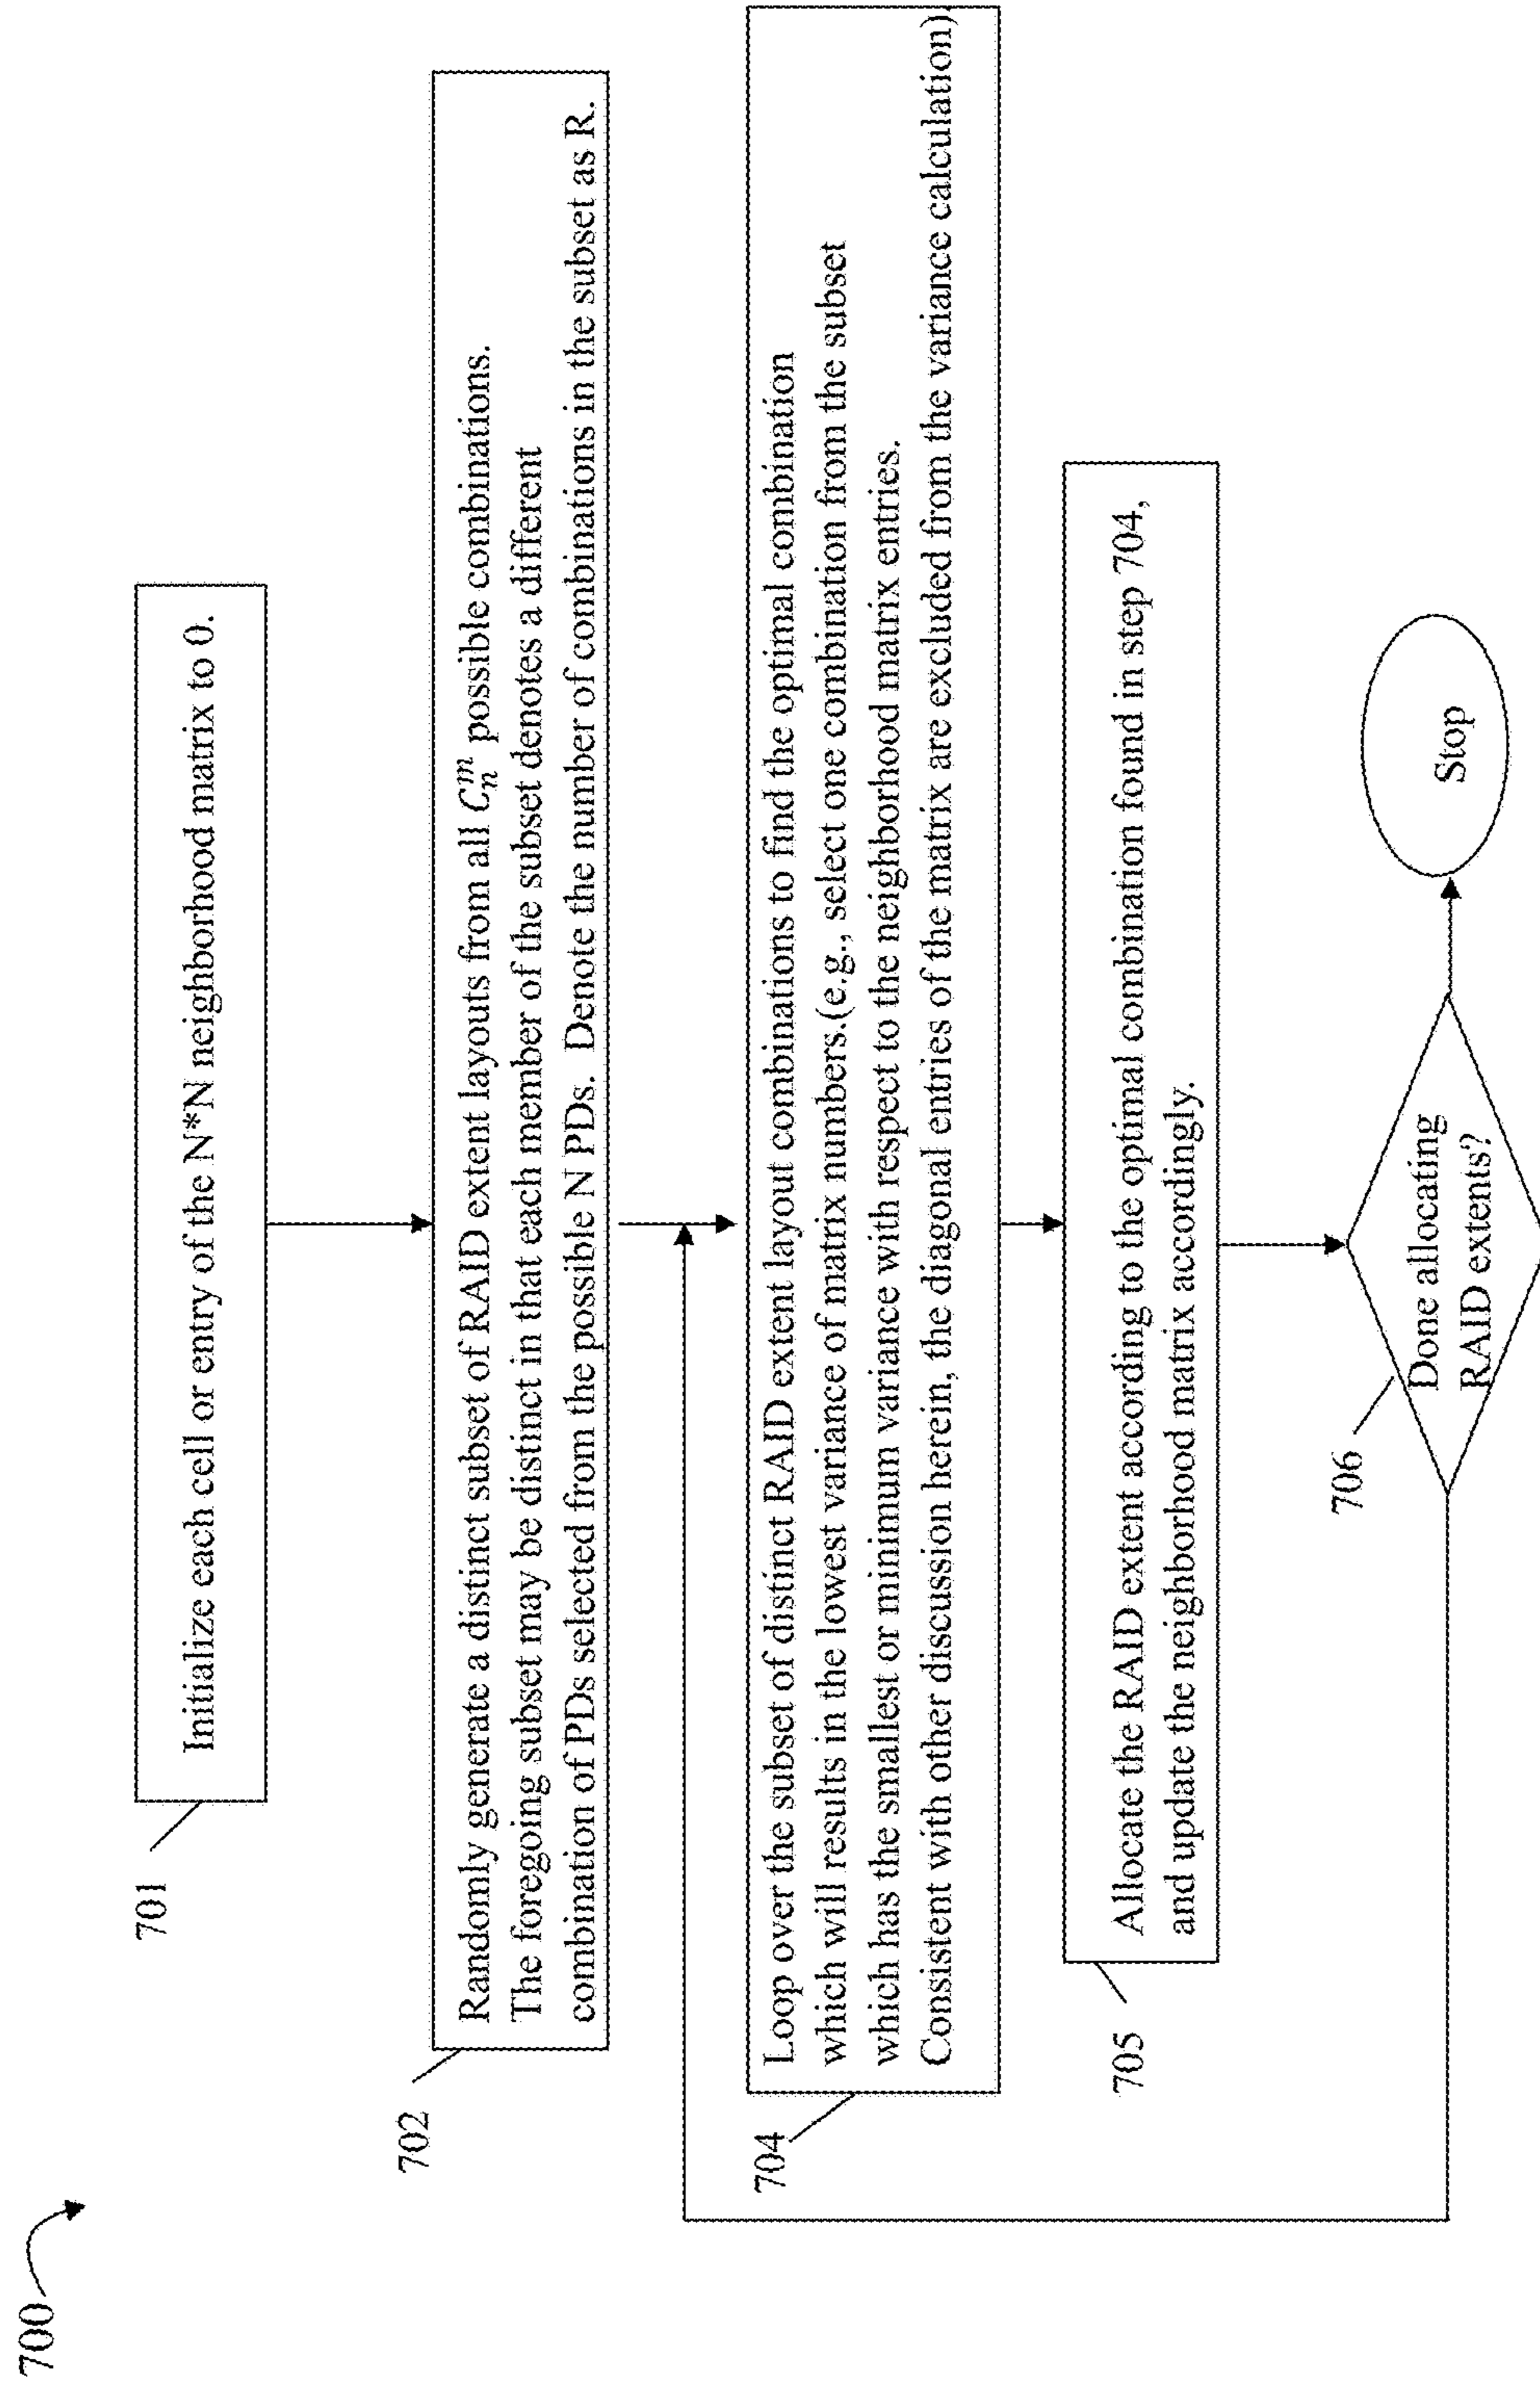 700
701
Initialize each cell or entry of the N*N neighborhood matrix to 0.
702
Randomly generate a distinct subset of RAID extent layouts from all C_n^m possible combinations.
The foregoing subset may be distinct in that each member of the subset denotes a different
combination of PDs selected from the possible N PDs. Denote the number of combinations in the subset as R.
704
Loop over the subset of distinct RAID extent layout combinations to find the optimal combination
which will results in the lowest variance of matrix numbers.(e.g., select one combination from the subset
which has the smallest or minimum variance with respect to the neighborhood matrix entries.
Consistent with other discussion herein, the diagonal entries of the matrix are excluded from the variance calculation)
705
Allocate the RAID extent according to the optimal combination found in step 704,
and update the neighborhood matrix accordingly.
706
Done allocating
RAID extents?
Stop